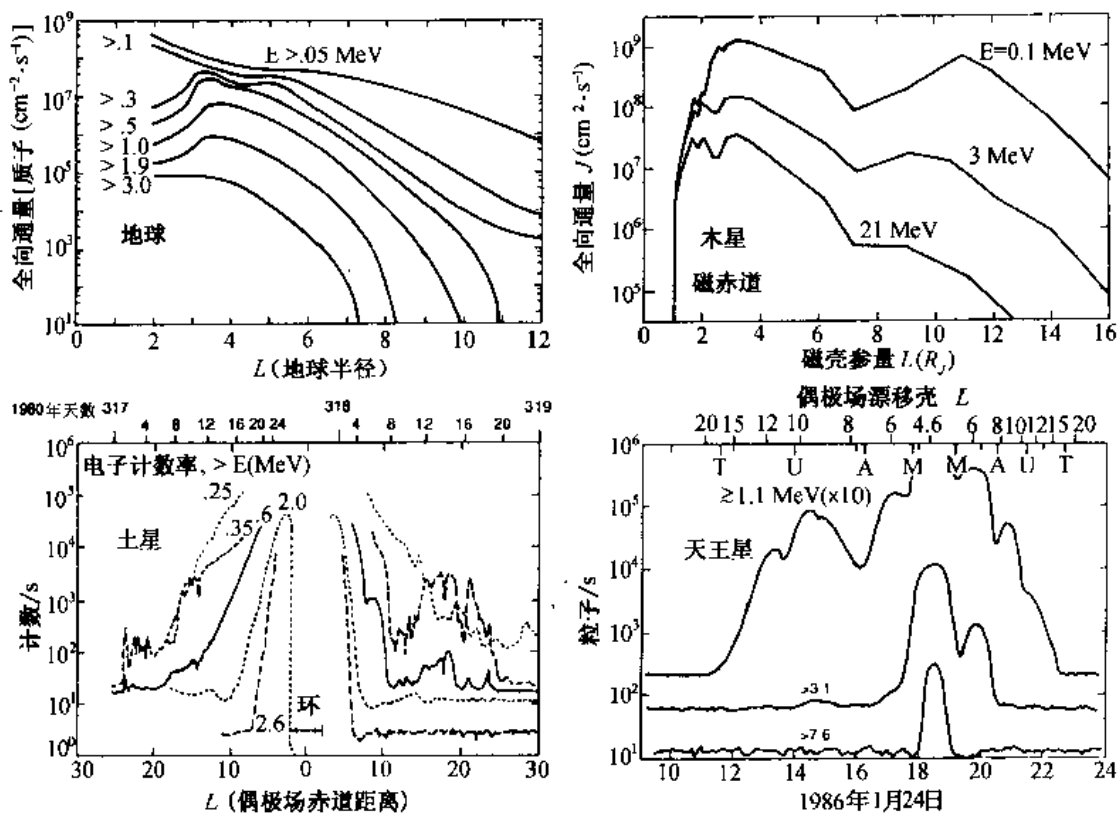 全向通量[质子 (cm⁻²·s⁻¹)]
10⁹
10⁷
10⁵
10³
10¹
>.1
E >.05 MeV
> .3
> .5
> 1.0
> 1.9
> 3.0
地球
0 2 4 6 8 10 12
L (地球半径)
全向通量 J (cm⁻²·s⁻¹)
10⁹
10⁸
10⁷
10⁶
10⁵
E=0.1 MeV
3 MeV
21 MeV
木星
磁赤道
0 2 4 6 8 10 12 14 16
磁壳参量 L(R_J)
1980年天数 317 318 319
4 8 12 16 20 24 4 8 12 16 20
计数/s
10⁶
10⁵
10⁴
10³
10²
10¹
10⁰
电子计数率, > E(MeV)
.25
.35
.6
2.0
土星
2.6
环
30 20 10 0 10 20 30
L (偶极场赤道距离)
偶极场漂移壳 L
20 15 12 10 8 6 4.6 6 8 10 12 15 20
T U A M M A U T
粒子/s
10⁶
10⁵
10⁴
10³
10²
10¹
≥1.1 MeV(×10)
天王星
>3.1
>7.6
10 12 14 16 18 20 22 24
1986年1月24日